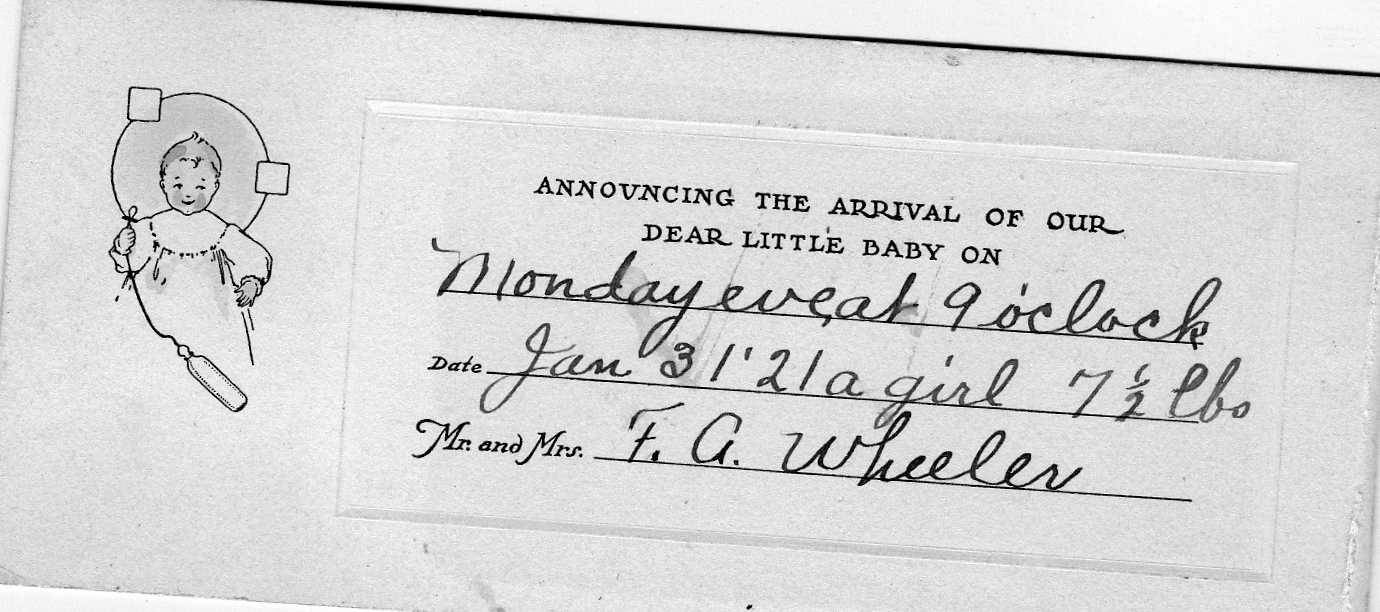 ANNOVNCING THE ARRIVAL OF OUR
DEAR LITTLE BABY ON
Monday eve, at 9 o'clock
Date Jan 31 '21 a girl 7 ½ lbs
Mr. and Mrs. F. A. Wheeler